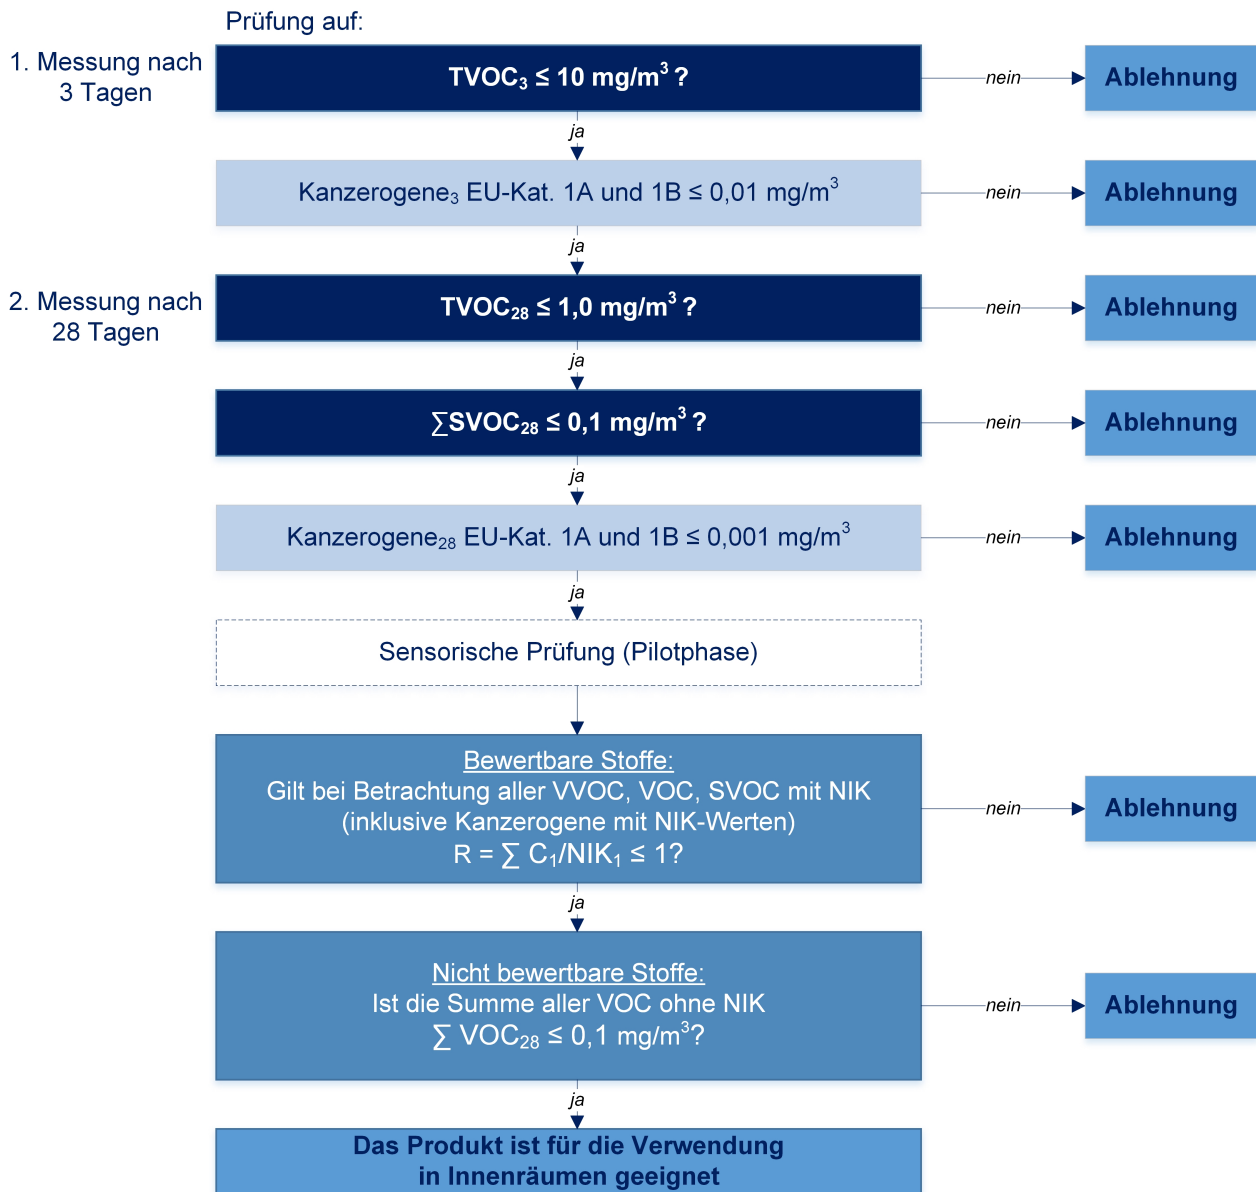 Prüfung auf:
1. Messung nach
3 Tagen
TVOC₃ ≤ 10 mg/m³ ?
nein
Ablehnung
ja
Kanzerogene₃ EU-Kat. 1A und 1B ≤ 0,01 mg/m³
nein
Ablehnung
ja
2. Messung nach
28 Tagen
TVOC₂₈ ≤ 1,0 mg/m³ ?
nein
Ablehnung
ja
∑SVOC₂₈ ≤ 0,1 mg/m³ ?
nein
Ablehnung
ja
Kanzerogene₂₈ EU-Kat. 1A und 1B ≤ 0,001 mg/m³
nein
Ablehnung
ja
Sensorische Prüfung (Pilotphase)
Bewertbare Stoffe:
Gilt bei Betrachtung aller VVOC, VOC, SVOC mit NIK
(inklusive Kanzerogene mit NIK-Werten)
R = ∑ C₁/NIK₁ ≤ 1?
nein
Ablehnung
ja
Nicht bewertbare Stoffe:
Ist die Summe aller VOC ohne NIK
∑ VOC₂₈ ≤ 0,1 mg/m³?
nein
Ablehnung
ja
Das Produkt ist für die Verwendung
in Innenräumen geeignet